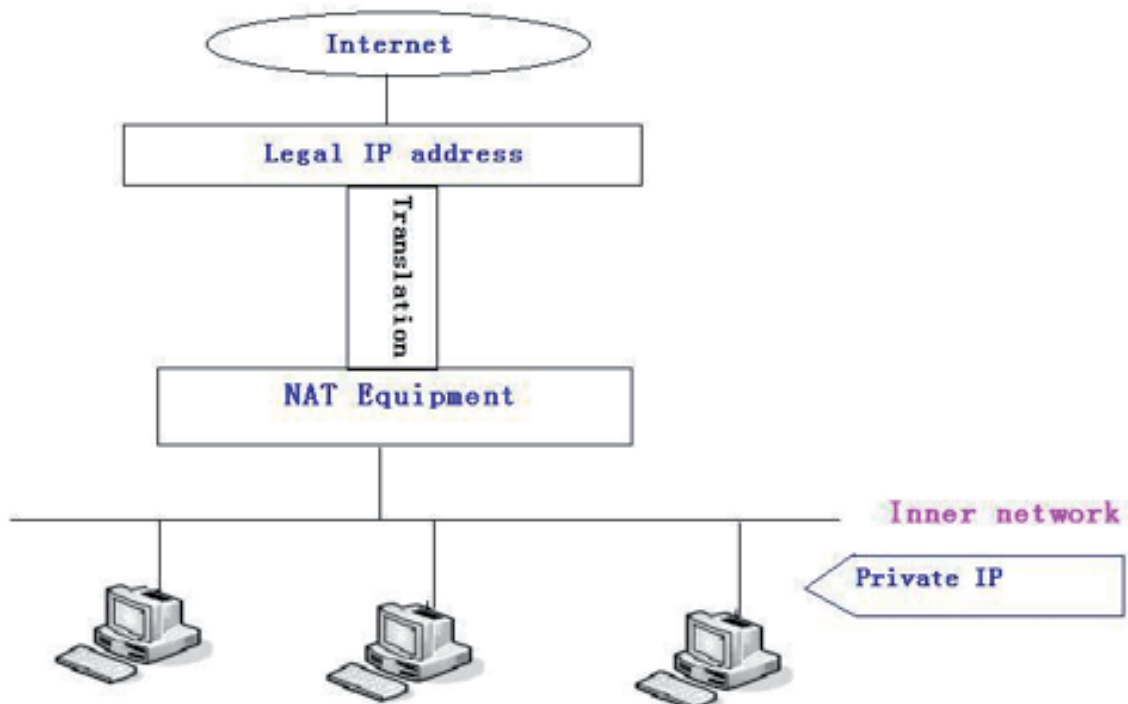 Internet
Legal IP address
Translation
NAT Equipment
Inner network
Private IP